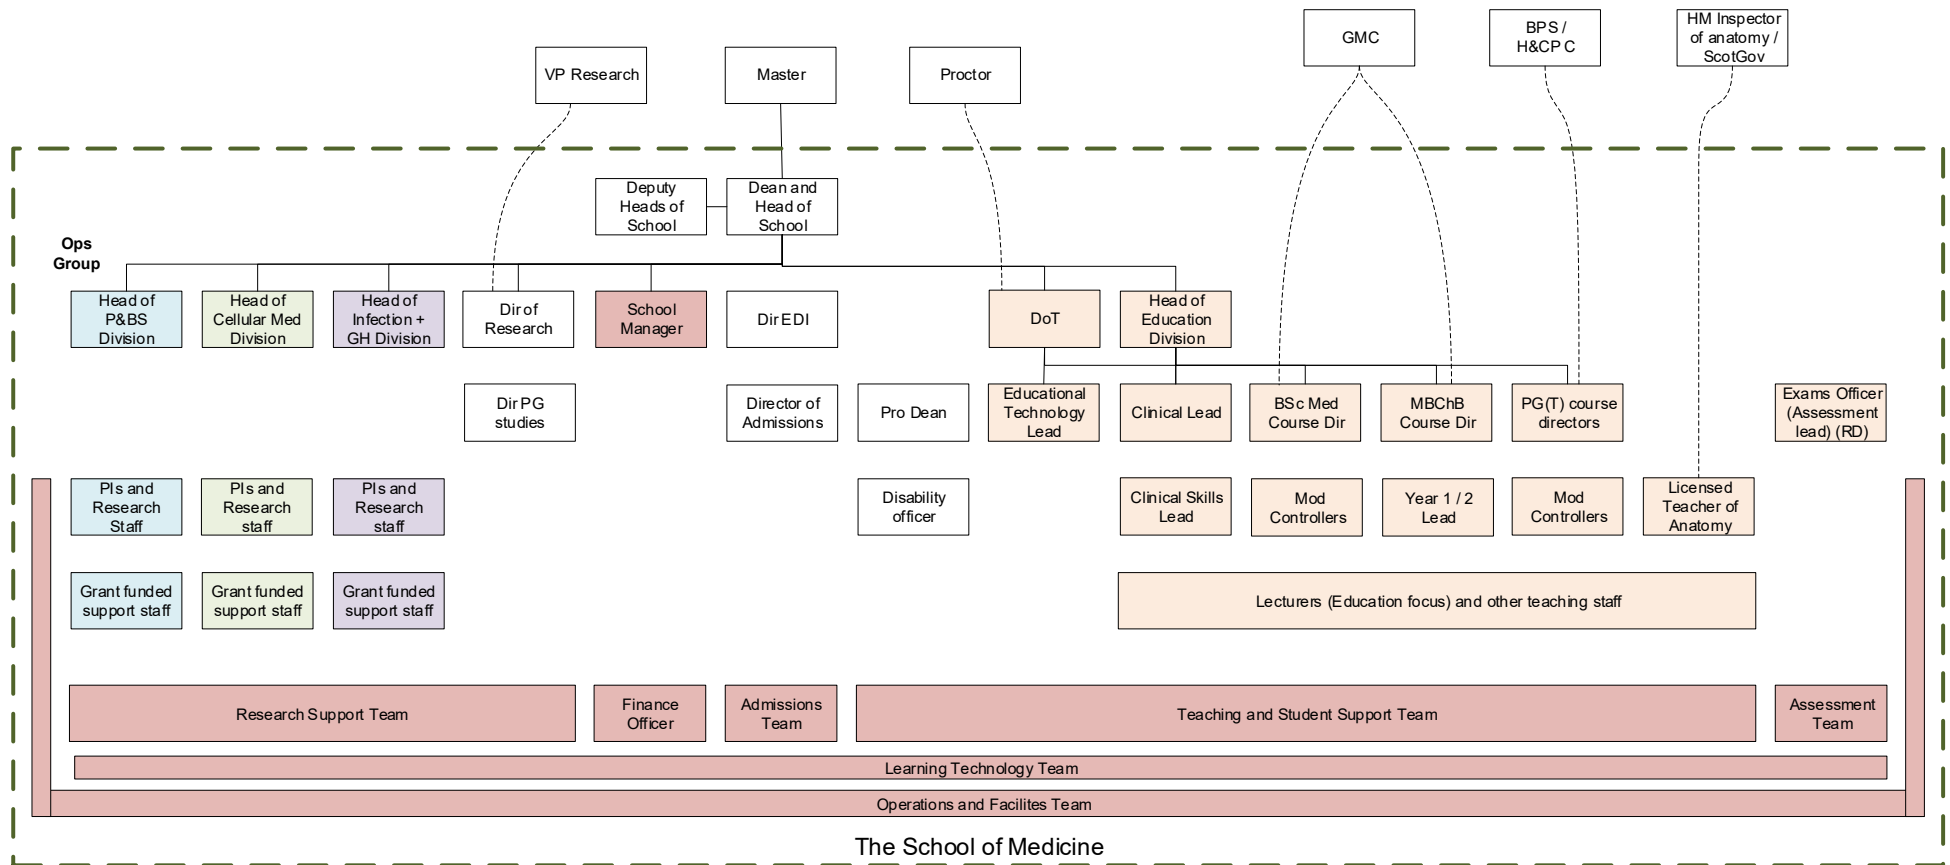 GMC
BPS /
H&CP C
HM Inspector
of anatomy /
ScotGov
VP Research
Master
Proctor
Deputy
Heads of
School
Dean and
Head of
School
Ops
Group
Head of
P&BS
Division
Head of
Cellular Med
Division
Head of
Infection +
GH Division
Dir of
Research
School
Manager
Dir EDI
DoT
Head of
Education
Division
Dir PG
studies
Director of
Admissions
Pro Dean
Educational
Technology
Lead
Clinical Lead
BSc Med
Course Dir
MBChB
Course Dir
PG(T) course
directors
Exams Officer
(Assessment
lead) (RD)
PIs and
Research
Staff
PIs and
Research
staff
PIs and
Research
staff
Disability
officer
Clinical Skills
Lead
Mod
Controllers
Year 1 / 2
Lead
Mod
Controllers
Licensed
Teacher of
Anatomy
Grant funded
support staff
Grant funded
support staff
Grant funded
support staff
Lecturers (Education focus) and other teaching staff
Research Support Team
Finance
Officer
Admissions
Team
Teaching and Student Support Team
Assessment
Team
Learning Technology Team
Operations and Facilites Team
The School of Medicine